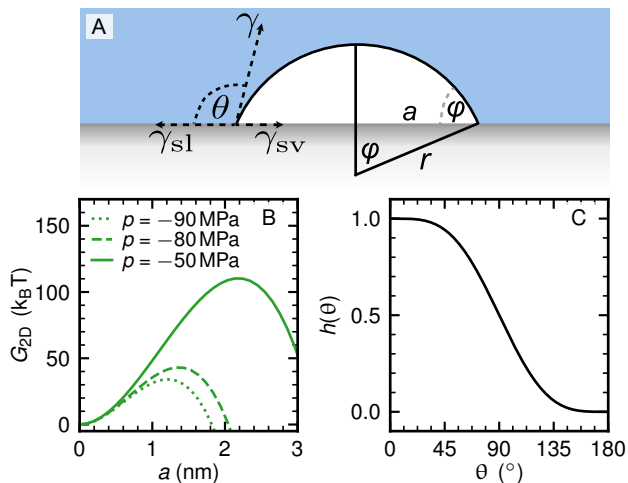 A
γ
θ
γsl
γsv
a
φ
φ
r
B
p = −90 MPa
p = −80 MPa
p = −50 MPa
150
100
50
0
G2D (kBT)
0 1 2 3
a (nm)
C
1.0
0.5
0.0
h(θ)
0 45 90 135 180
θ (°)